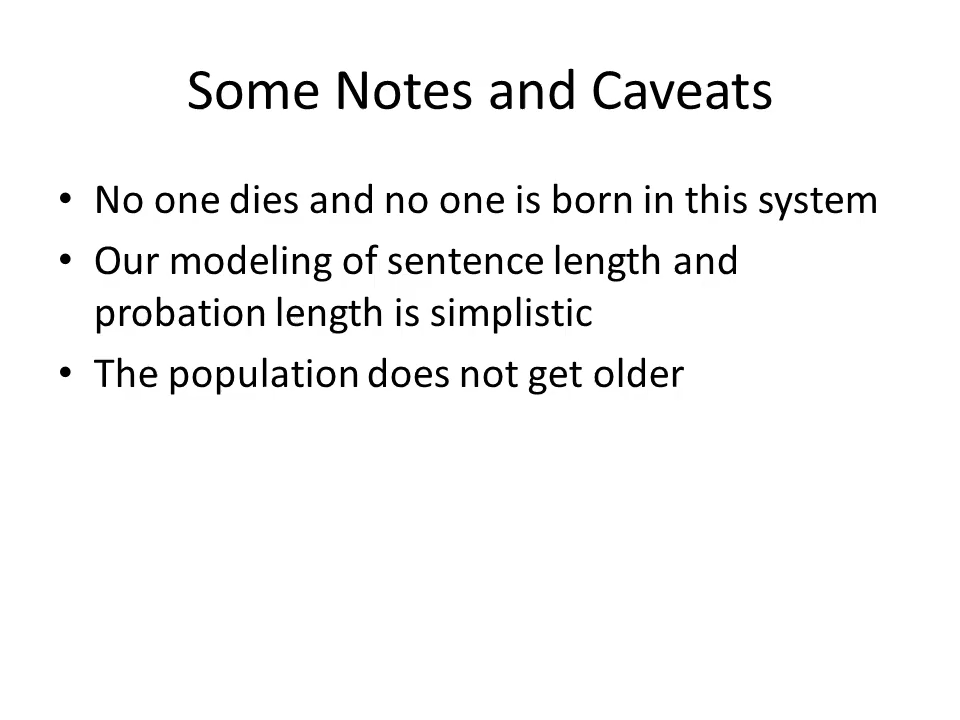 Some Notes and Caveats
• No one dies and no one is born in this system
• Our modeling of sentence length and
probation length is simplistic
• The population does not get older